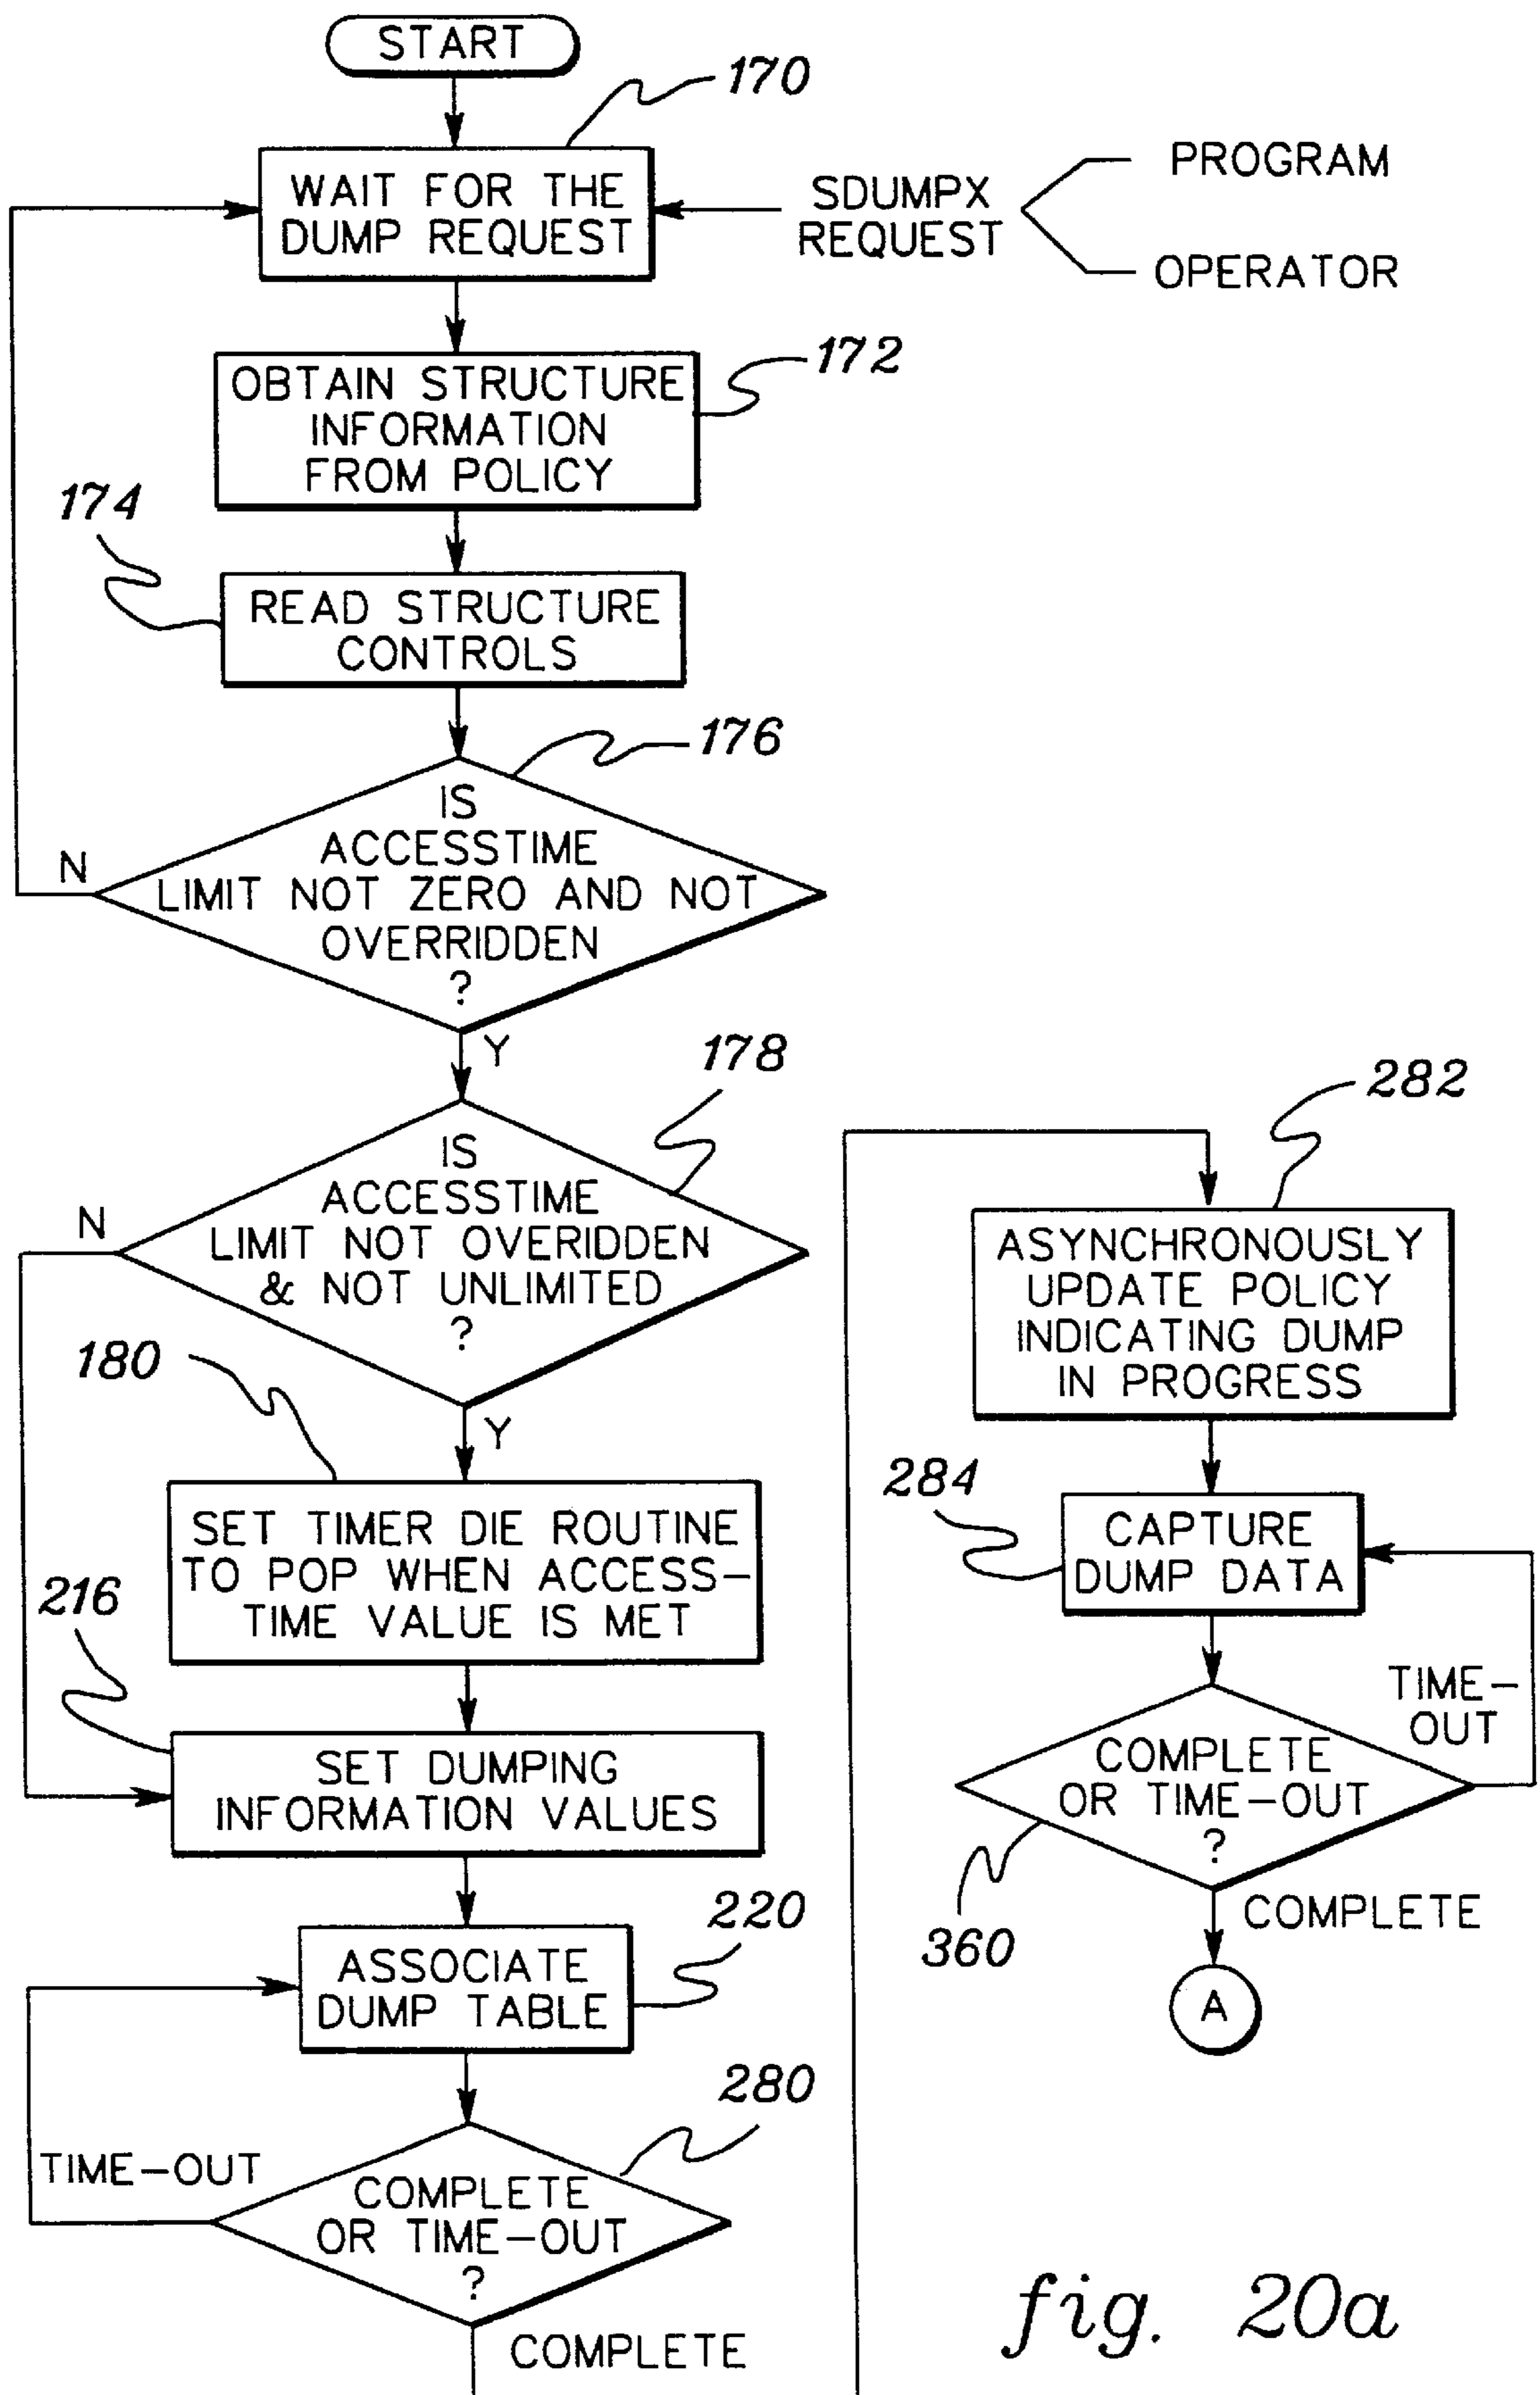 START
170
WAIT FOR THE
DUMP REQUEST
SDUMPX
REQUEST
PROGRAM
OPERATOR
172
OBTAIN STRUCTURE
INFORMATION
FROM POLICY
174
READ STRUCTURE
CONTROLS
176
IS
ACCESSTIME
LIMIT NOT ZERO AND NOT
OVERRIDDEN
?
N
Y
178
IS
ACCESSTIME
LIMIT NOT OVERIDDEN
& NOT UNLIMITED
?
N
Y
180
SET TIMER DIE ROUTINE
TO POP WHEN ACCESS-
TIME VALUE IS MET
216
SET DUMPING
INFORMATION VALUES
220
ASSOCIATE
DUMP TABLE
280
TIME-OUT
COMPLETE
OR TIME-OUT
?
COMPLETE
282
ASYNCHRONOUSLY
UPDATE POLICY
INDICATING DUMP
IN PROGRESS
284
CAPTURE
DUMP DATA
TIME-
OUT
COMPLETE
OR TIME-OUT
?
360
COMPLETE
A
fig. 20a